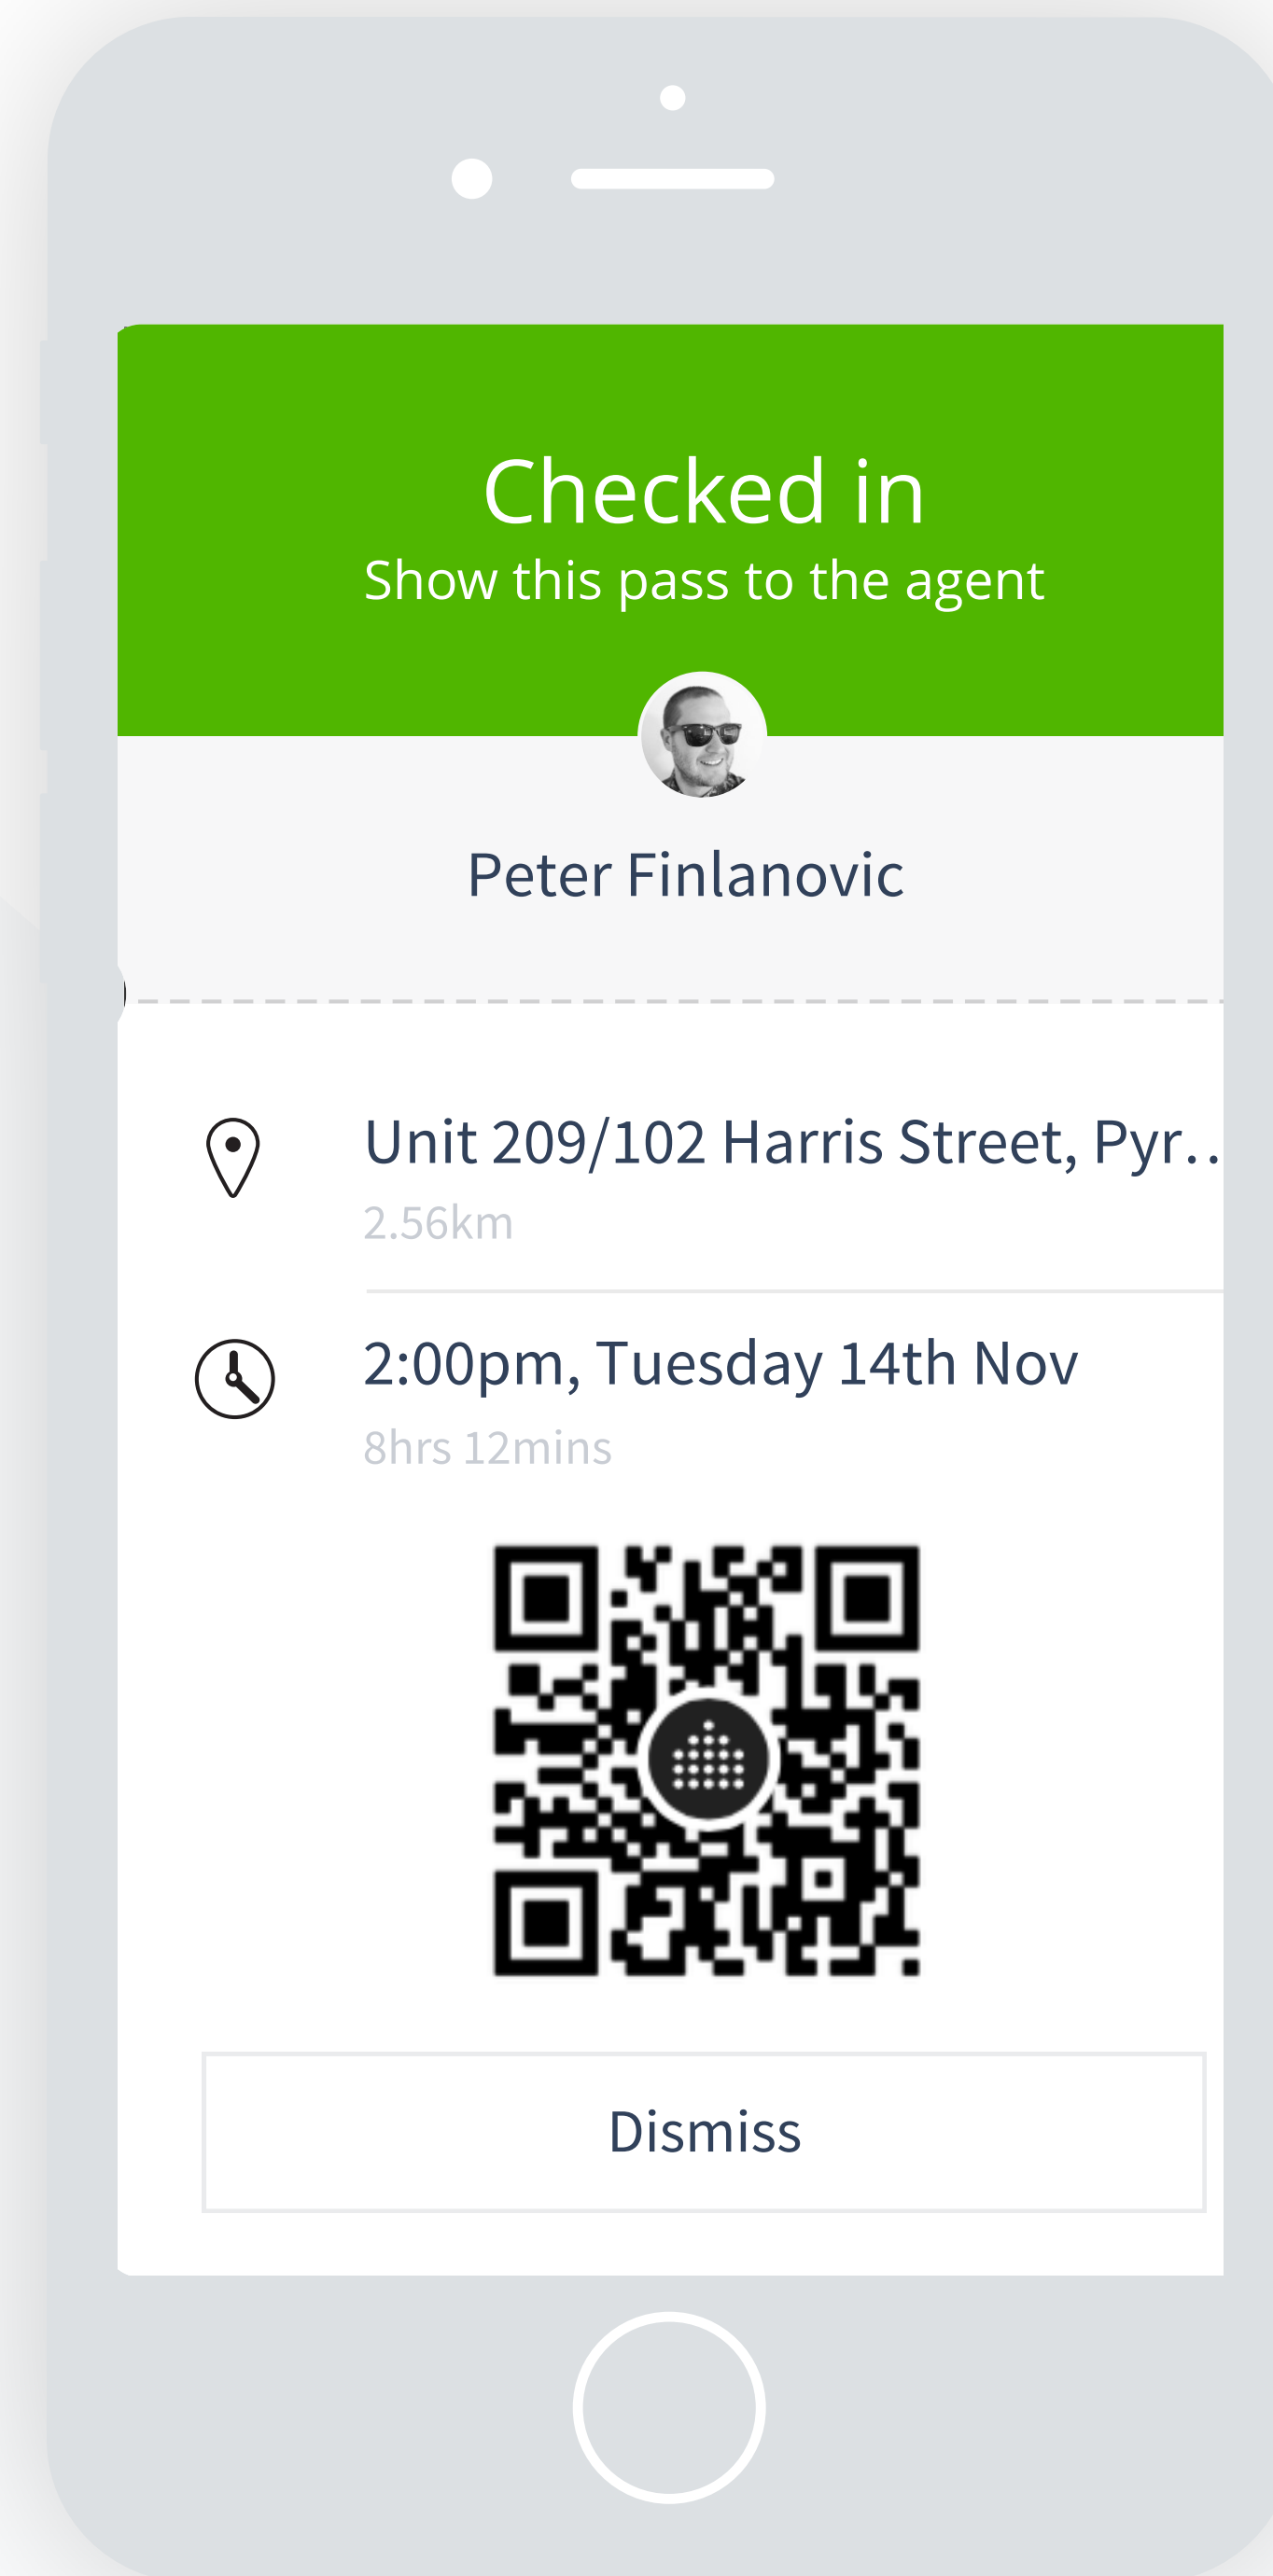 Checked in
Show this pass to the agent
Peter Finlanovic
Unit 209/102 Harris Street, Pyr..
2.56km
2:00pm, Tuesday 14th Nov
8hrs 12mins
Dismiss